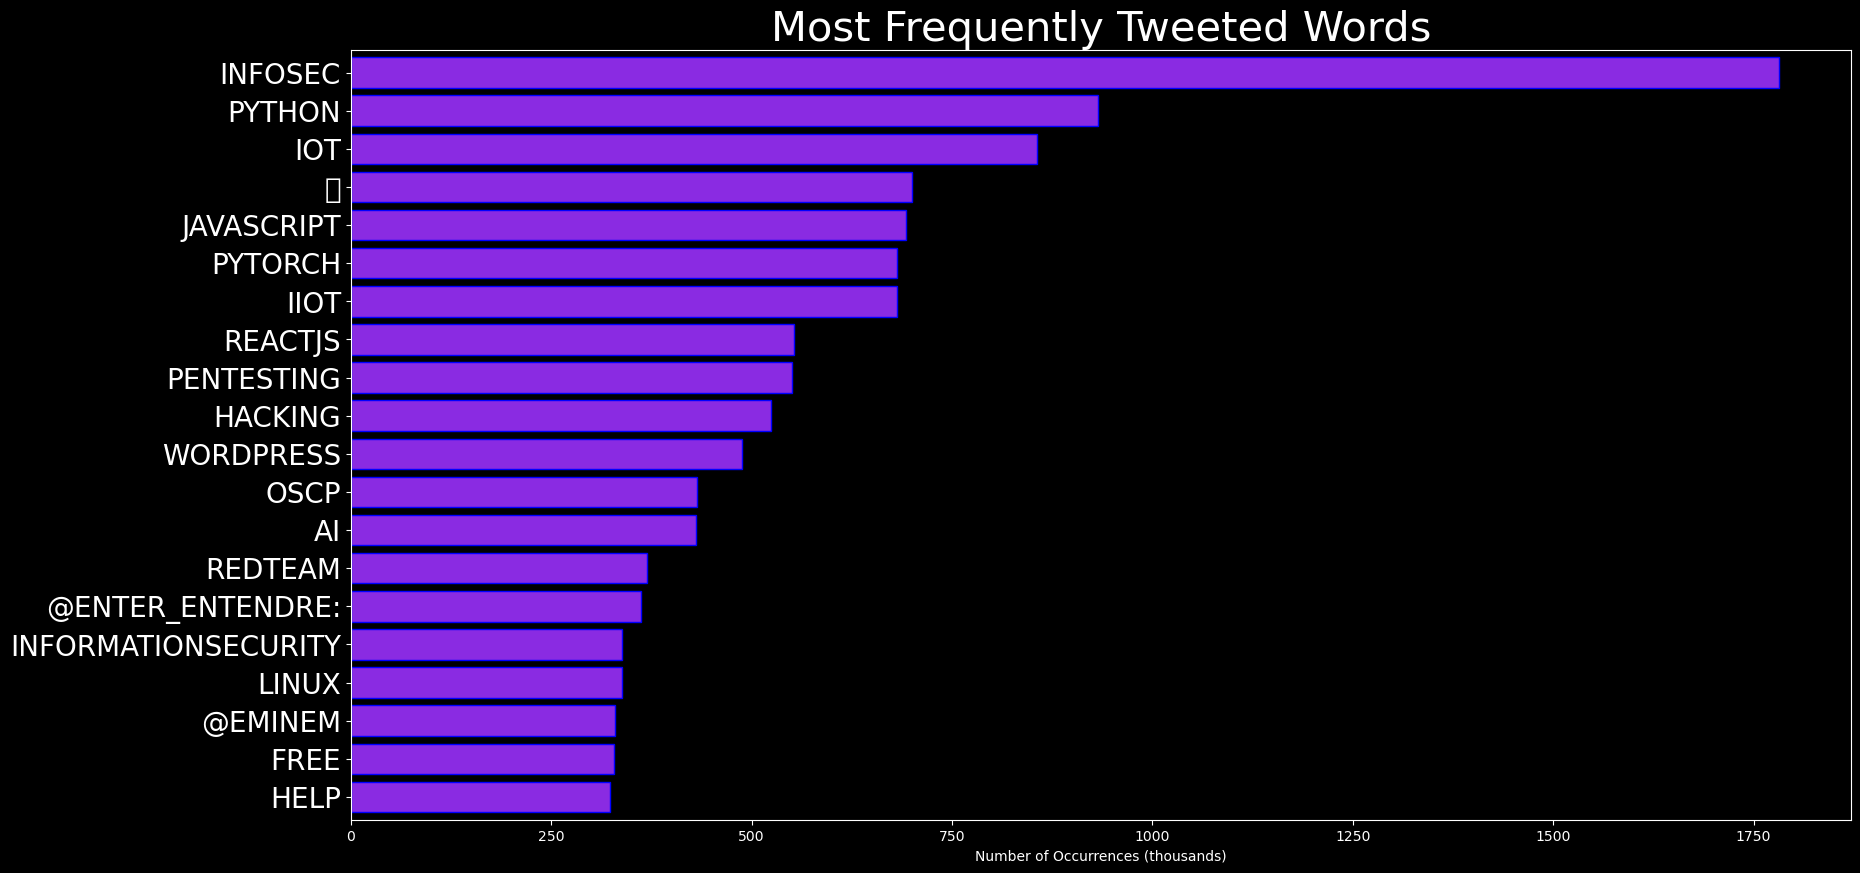 Most Frequently Tweeted Words
INFOSEC
PYTHON
IOT
JAVASCRIPT
PYTORCH
IIOT
REACTJS
PENTESTING
HACKING
WORDPRESS
OSCP
AI
REDTEAM
@ENTER_ENTENDRE:
INFORMATIONSECURITY
LINUX
@EMINEM
FREE
HELP
0 250 500 750 1000 1250 1500 1750
Number of Occurrences (thousands)